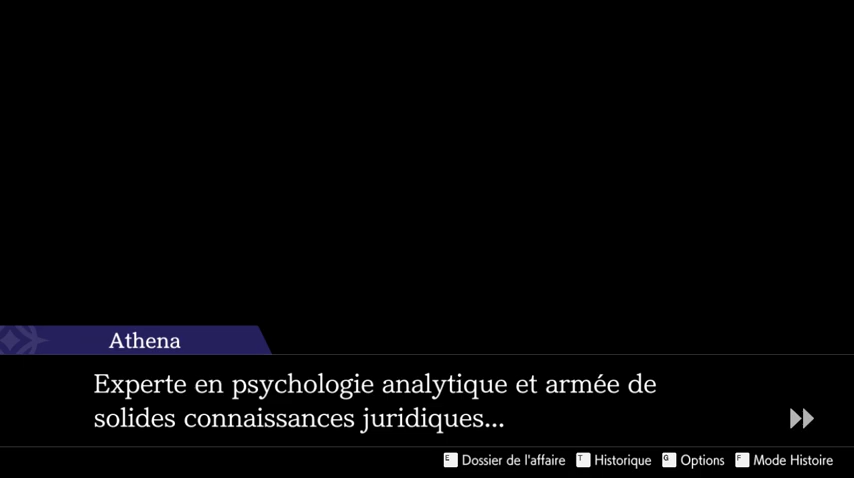 Athena
Experte en psychologie analytique et armée de
solides connaissances juridiques...
E Dossier de l'affaire T Historique G Options F Mode Histoire